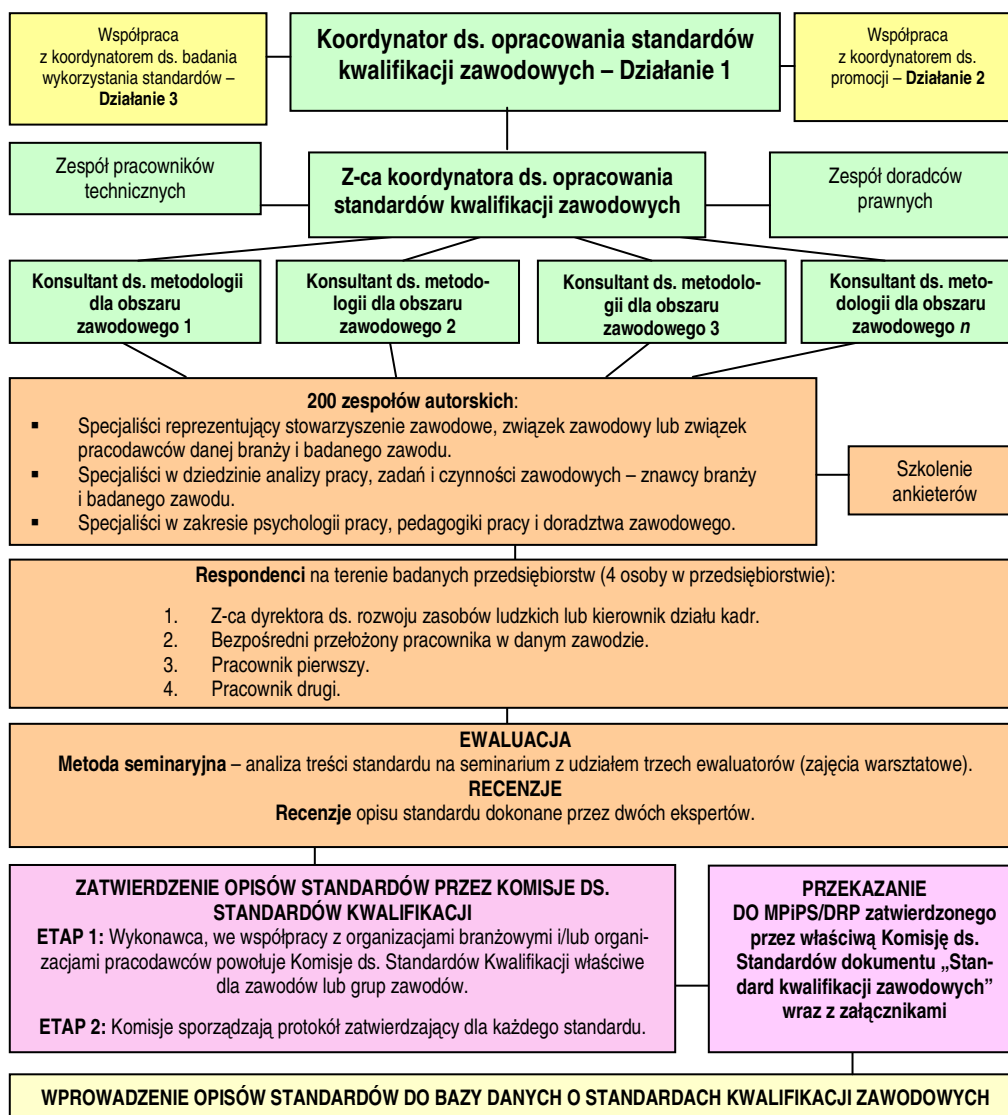 Współpraca
z koordynatorem ds. badania
wykorzystania standardów –
Działanie 3
Koordynator ds. opracowania standardów
kwalifikacji zawodowych – Działanie 1
Współpraca
z koordynatorem ds.
promocji – Działanie 2
Zespół pracowników
technicznych
Z-ca koordynatora ds. opracowania
standardów kwalifikacji zawodowych
Zespół doradców
prawnych
Konsultant ds. metodologii
dla obszaru
zawodowego 1
Konsultant ds. metodo-
logii dla obszaru
zawodowego 2
Konsultant ds. metodolo-
gii dla obszaru
zawodowego 3
Konsultant ds. meto-
dologii dla obszaru
zawodowego n
200 zespołów autorskich:
▪ Specjaliści reprezentujący stowarzyszenie zawodowe, związek zawodowy lub związek
pracodawców danej branży i badanego zawodu.
▪ Specjaliści w dziedzinie analizy pracy, zadań i czynności zawodowych – znawcy branży
i badanego zawodu.
▪ Specjaliści w zakresie psychologii pracy, pedagogiki pracy i doradztwa zawodowego.
Szkolenie
ankieterów
Respondenci na terenie badanych przedsiębiorstw (4 osoby w przedsiębiorstwie):
1. Z-ca dyrektora ds. rozwoju zasobów ludzkich lub kierownik działu kadr.
2. Bezpośredni przełożony pracownika w danym zawodzie.
3. Pracownik pierwszy.
4. Pracownik drugi.
EWALUACJA
Metoda seminaryjna – analiza treści standardu na seminarium z udziałem trzech ewaluatorów (zajęcia warsztatowe).
RECENZJE
Recenzje opisu standardu dokonane przez dwóch ekspertów.
ZATWIERDZENIE OPISÓW STANDARDÓW PRZEZ KOMISJE DS.
STANDARDÓW KWALIFIKACJI
ETAP 1: Wykonawca, we współpracy z organizacjami branżowymi i/lub organi-
zacjami pracodawców powołuje Komisje ds. Standardów Kwalifikacji właściwe
dla zawodów lub grup zawodów.
ETAP 2: Komisje sporządzają protokół zatwierdzający dla każdego standardu.
PRZEKAZANIE
DO MPiPS/DRP zatwierdzonego
przez właściwą Komisję ds.
Standardów dokumentu „Stan-
dard kwalifikacji zawodowych”
wraz z załącznikami
WPROWADZENIE OPISÓW STANDARDÓW DO BAZY DANYCH O STANDARDACH KWALIFIKACJI ZAWODOWYCH